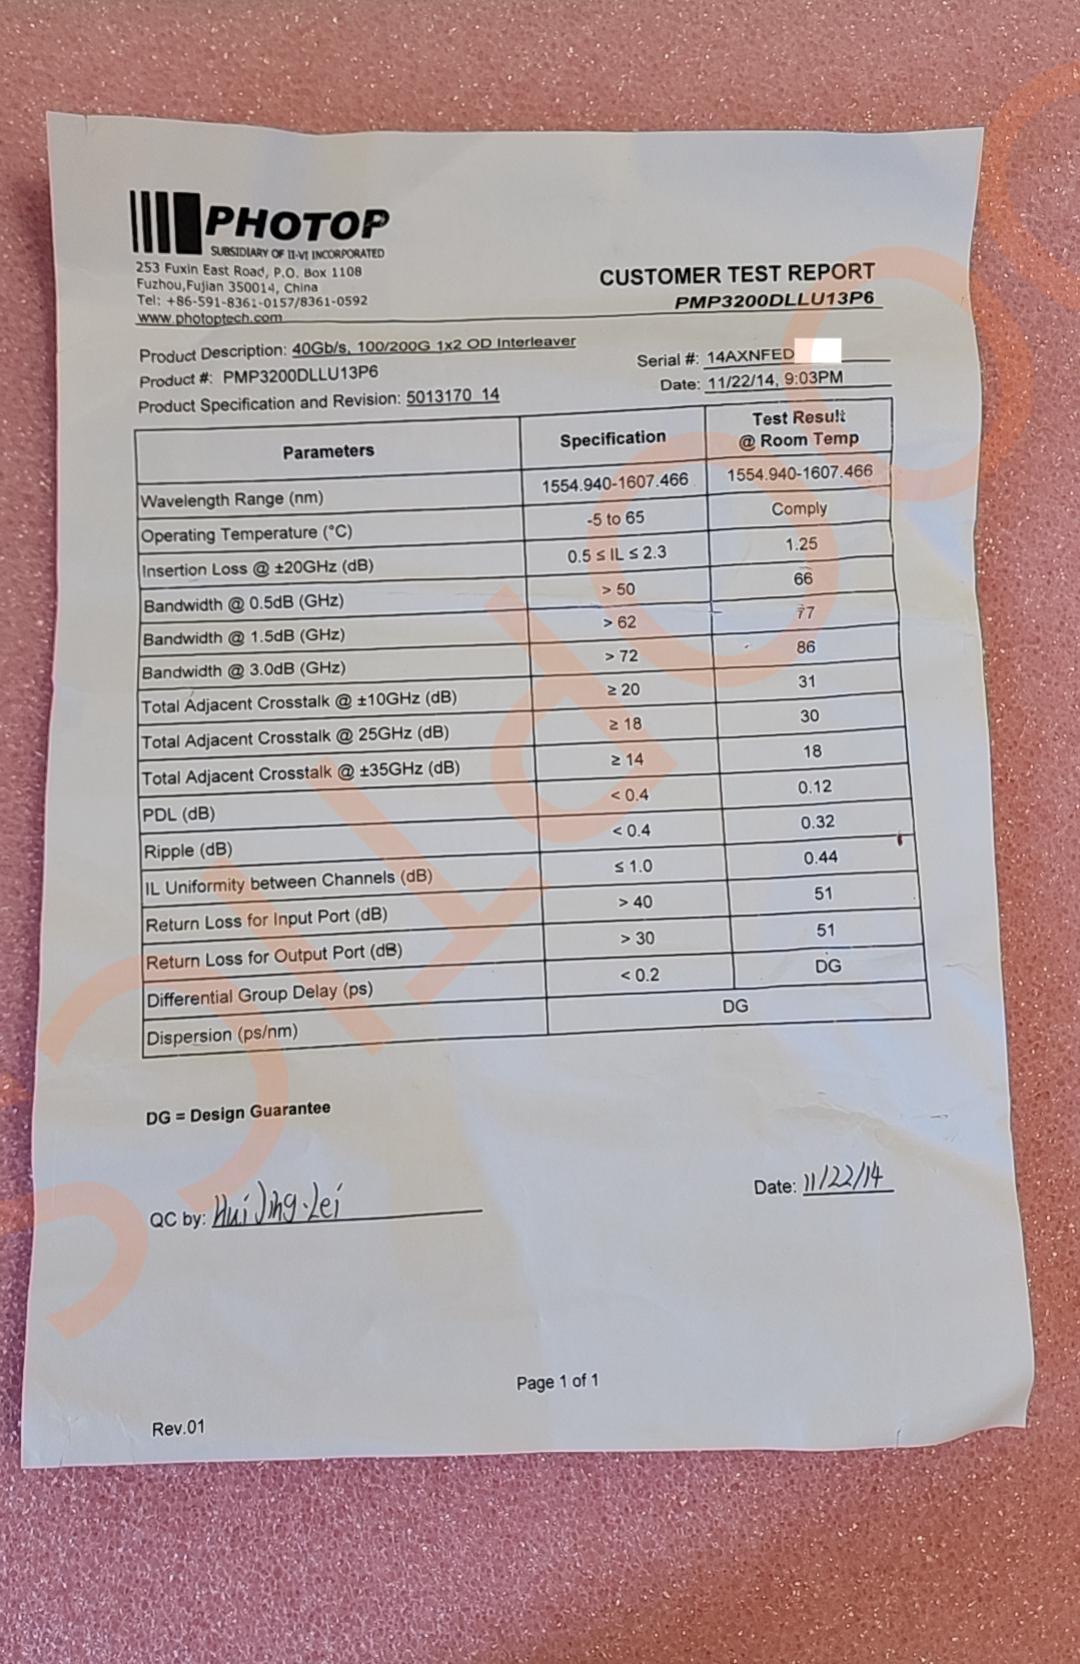 PHOTOP
SUBSIDIARY OF II-VI INCORPORATED
253 Fuxin East Road, P.O. Box 1108
Fuzhou,Fujian 350014, China
Tel: +86-591-8361-0157/8361-0592
www.photoptech.com
CUSTOMER TEST REPORT
PMP3200DLLU13P6
Product Description: 40Gb/s, 100/200G 1x2 OD Interleaver
Product #: PMP3200DLLU13P6
Product Specification and Revision: 5013170 14
Serial #: 14AXNFED
Date: 11/22/14, 9:03PM
Parameters Specification Test Result @ Room Temp
Wavelength Range (nm) 1554.940-1607.466 1554.940-1607.466
Operating Temperature (°C) -5 to 65 Comply
Insertion Loss @ ±20GHz (dB) 0.5 ≤ IL ≤ 2.3 1.25
Bandwidth @ 0.5dB (GHz) > 50 66
Bandwidth @ 1.5dB (GHz) > 62 77
Bandwidth @ 3.0dB (GHz) > 72 86
Total Adjacent Crosstalk @ ±10GHz (dB) ≥ 20 31
Total Adjacent Crosstalk @ 25GHz (dB) ≥ 18 30
Total Adjacent Crosstalk @ ±35GHz (dB) ≥ 14 18
PDL (dB) < 0.4 0.12
Ripple (dB) < 0.4 0.32
IL Uniformity between Channels (dB) ≤ 1.0 0.44
Return Loss for Input Port (dB) > 40 51
Return Loss for Output Port (dB) > 30 51
Differential Group Delay (ps) < 0.2 DG
Dispersion (ps/nm) DG
DG = Design Guarantee
QC by: Hui Jing.Lei
Date: 11/22/14
Page 1 of 1
Rev.01